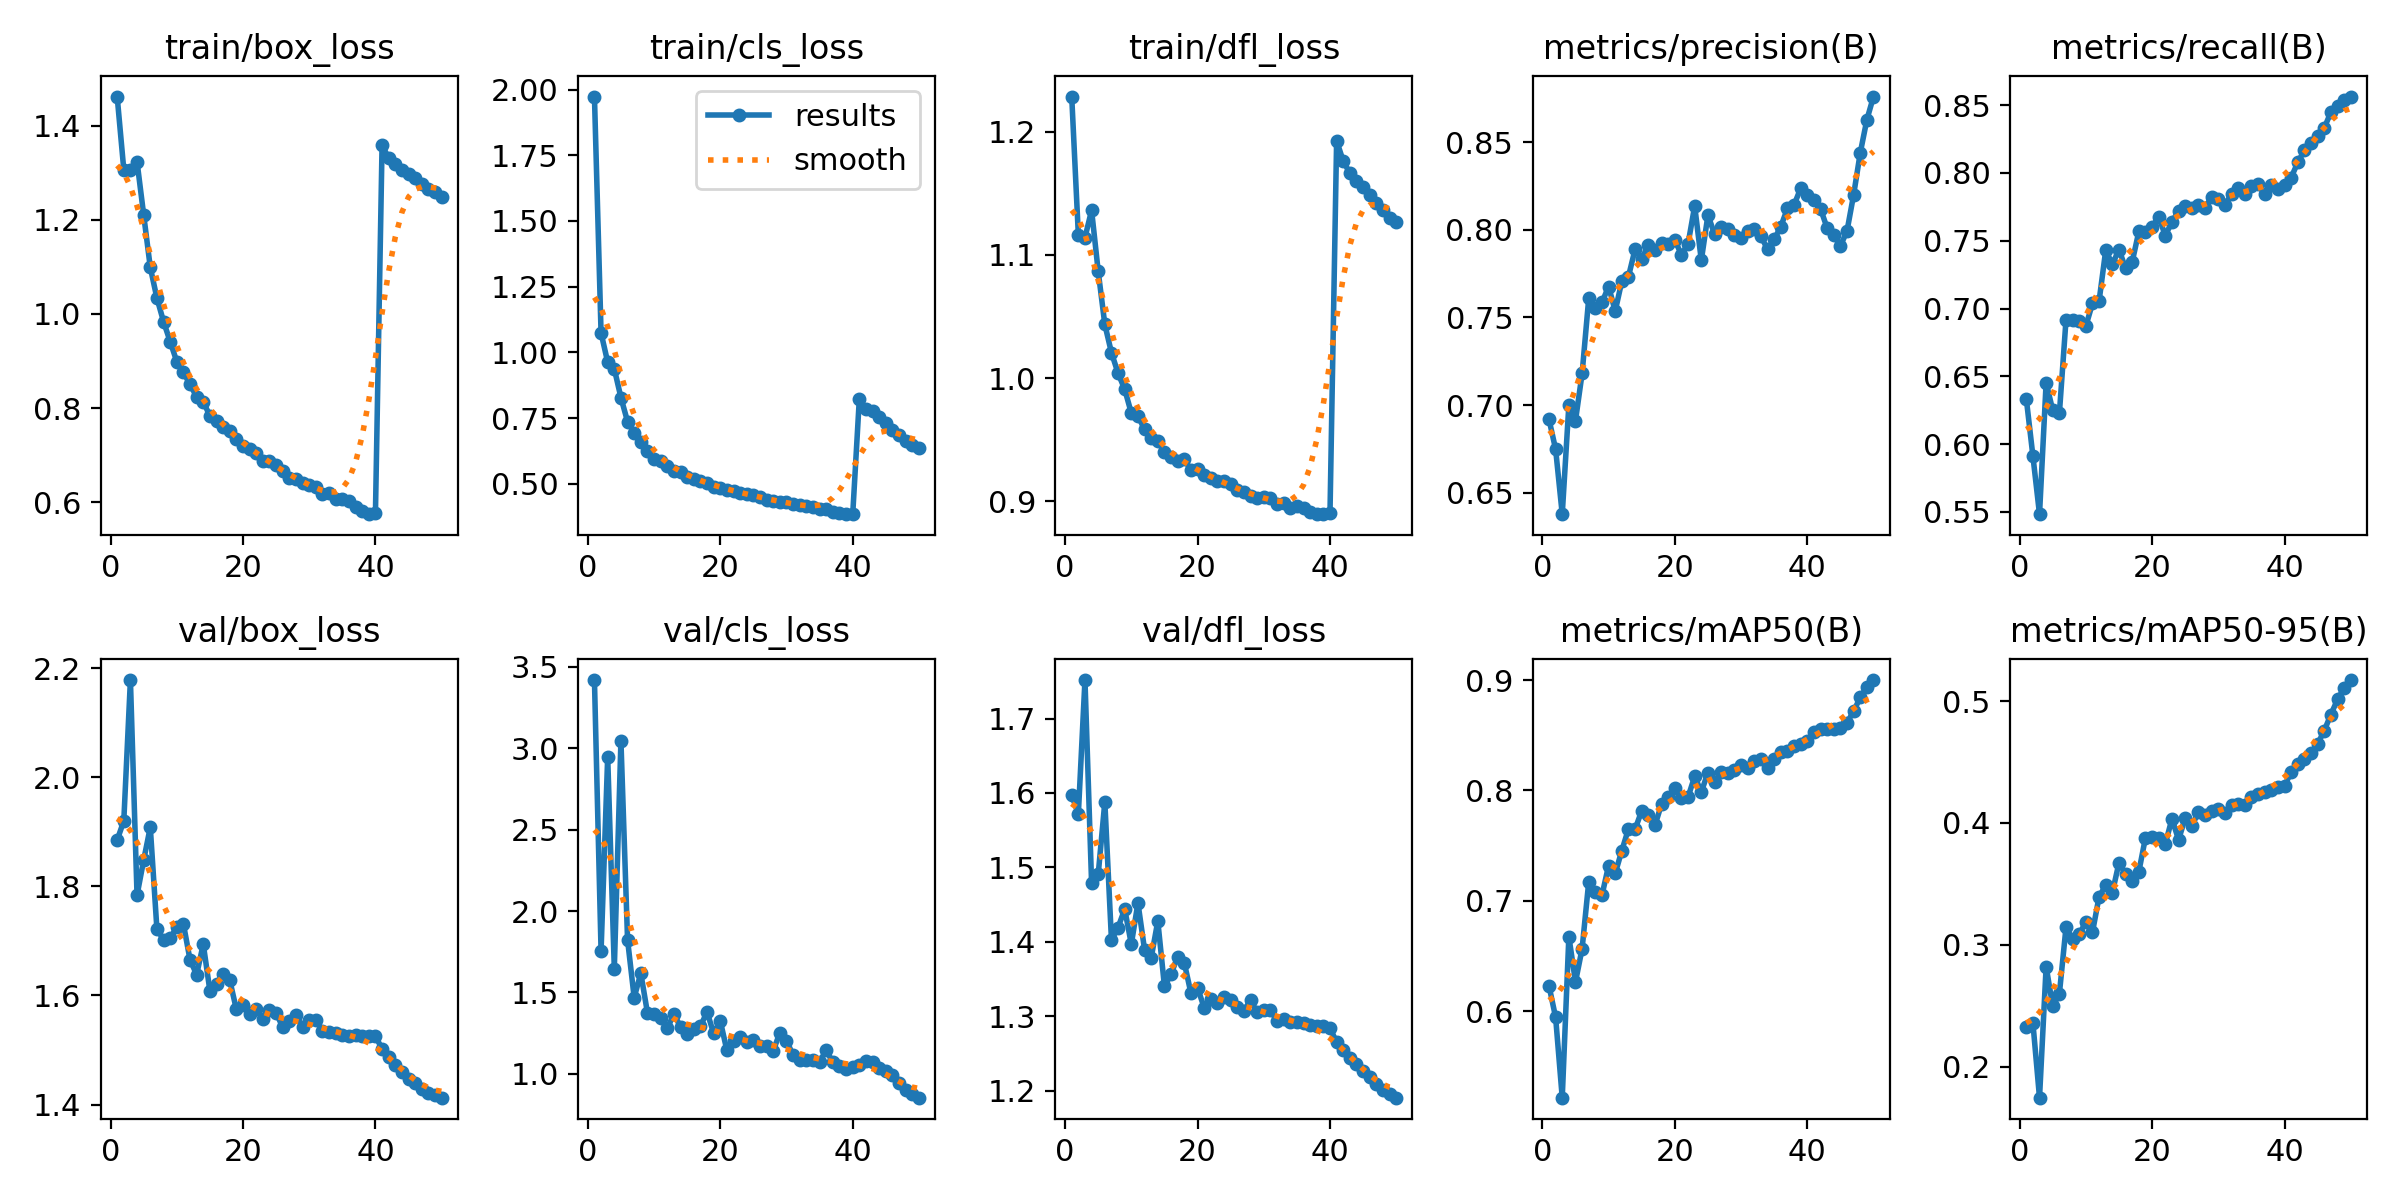 train/box_loss
train/cls_loss
train/dfl_loss
metrics/precision(B)
metrics/recall(B)
1.4
1.2
1.0
0.8
0.6
0 20 40
2.00
1.75
1.50
1.25
1.00
0.75
0.50
results
smooth
0 20 40
1.2
1.1
1.0
0.9
0 20 40
0.85
0.80
0.75
0.70
0.65
0 20 40
0.85
0.80
0.75
0.70
0.65
0.60
0.55
0 20 40
val/box_loss
val/cls_loss
val/dfl_loss
metrics/mAP50(B)
metrics/mAP50-95(B)
2.2
2.0
1.8
1.6
1.4
0 20 40
3.5
3.0
2.5
2.0
1.5
1.0
0 20 40
1.7
1.6
1.5
1.4
1.3
1.2
0 20 40
0.9
0.8
0.7
0.6
0 20 40
0.5
0.4
0.3
0.2
0 20 40